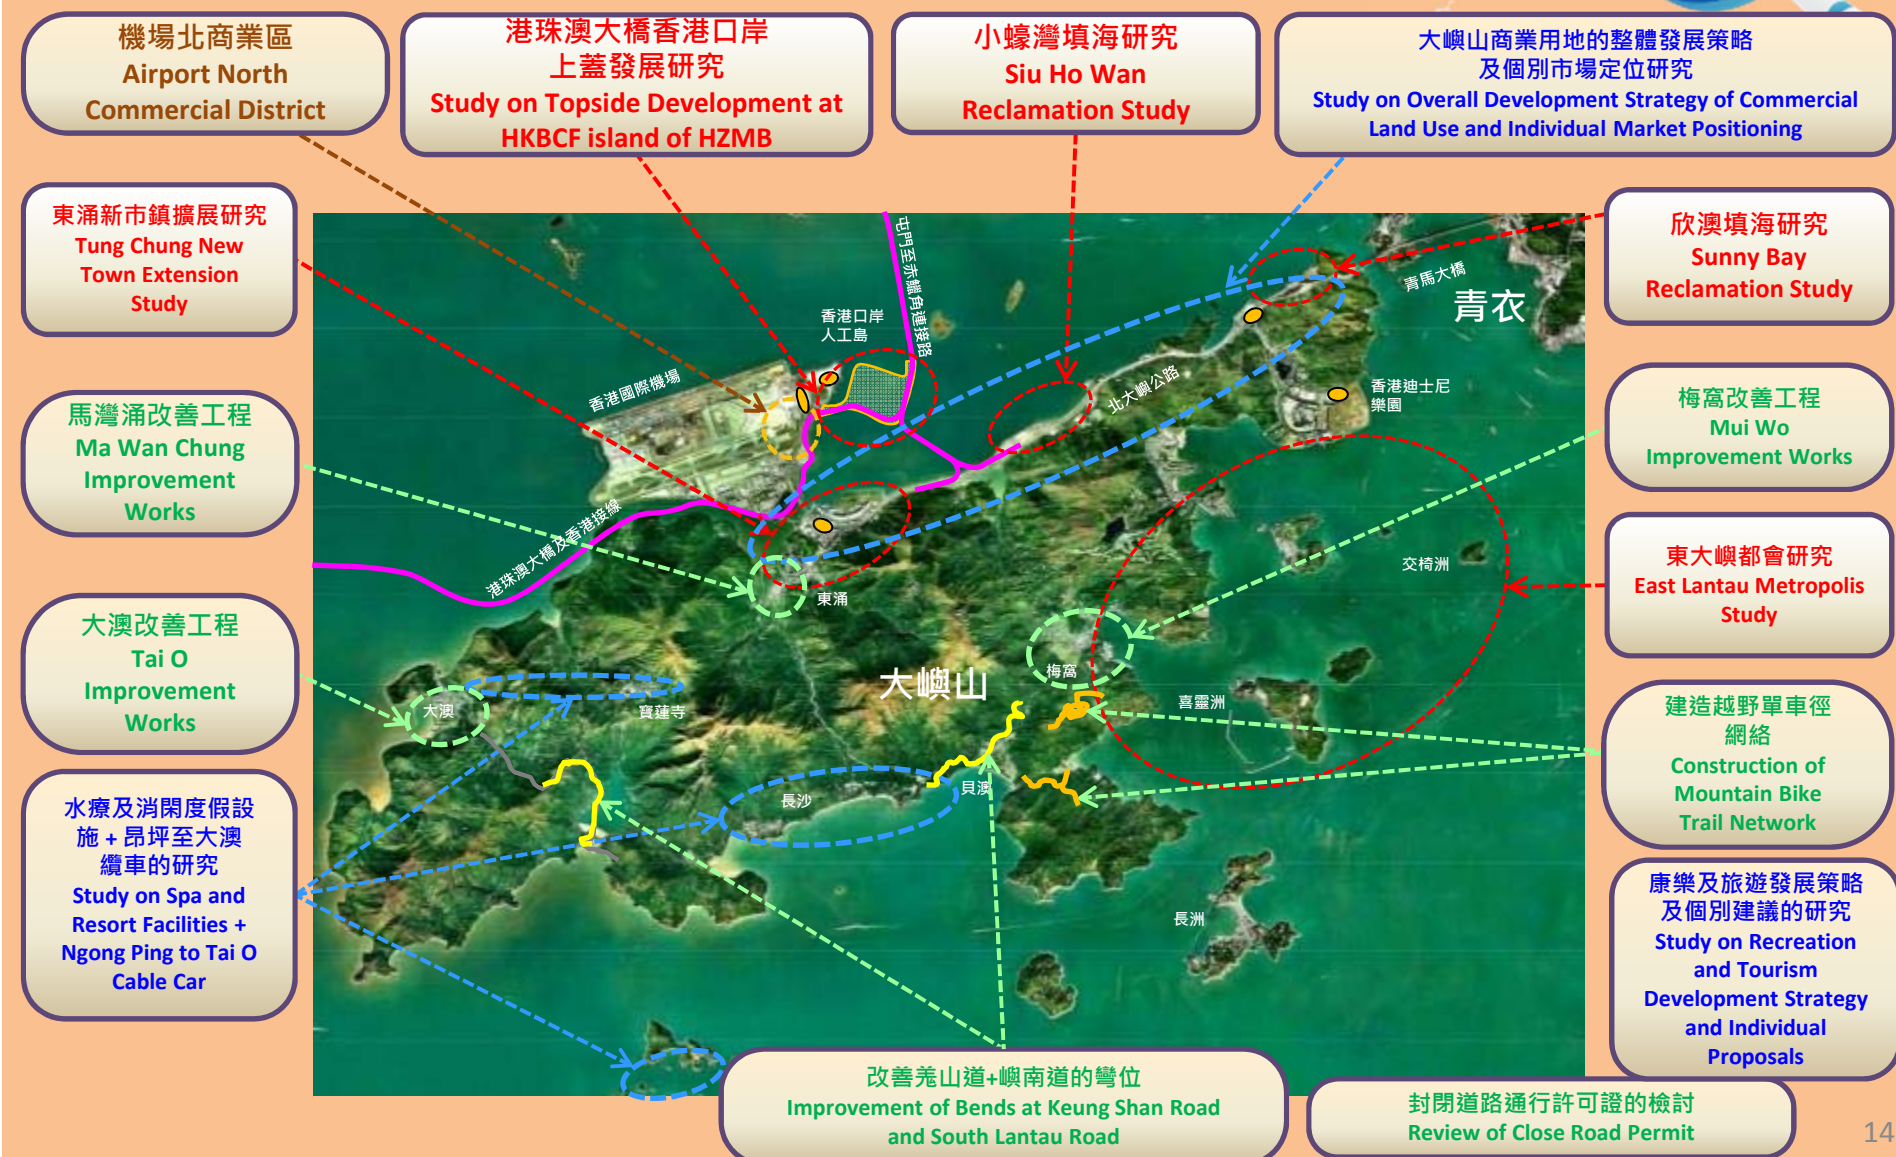 機場北商業區
Airport North
Commercial District
港珠澳大橋香港口岸
上蓋發展研究
Study on Topside Development at
HKBCF island of HZMB
小蠔灣填海研究
Siu Ho Wan
Reclamation Study
大嶼山商業用地的整體發展策略
及個別市場定位研究
Study on Overall Development Strategy of Commercial
Land Use and Individual Market Positioning
東涌新市鎮擴展研究
Tung Chung New
Town Extension
Study
欣澳填海研究
Sunny Bay
Reclamation Study
馬灣涌改善工程
Ma Wan Chung
Improvement
Works
梅窩改善工程
Mui Wo
Improvement Works
大澳改善工程
Tai O
Improvement
Works
東大嶼都會研究
East Lantau Metropolis
Study
水療及消閑度假設
施 + 昂坪至大澳
纜車的研究
Study on Spa and
Resort Facilities +
Ngong Ping to Tai O
Cable Car
建造越野單車徑
網絡
Construction of
Mountain Bike
Trail Network
康樂及旅遊發展策略
及個別建議的研究
Study on Recreation
and Tourism
Development Strategy
and Individual
Proposals
改善羗山道+嶼南道的彎位
Improvement of Bends at Keung Shan Road
and South Lantau Road
封閉道路通行許可證的檢討
Review of Close Road Permit
屯門至赤鱲角連接路
香港口岸
人工島
香港國際機場
青馬大橋
青衣
北大嶼公路
香港迪士尼
樂園
港珠澳大橋及香港接線
東涌
交椅洲
大嶼山
梅窩
喜靈洲
大澳
寶蓮寺
長沙
貝澳
長洲
14